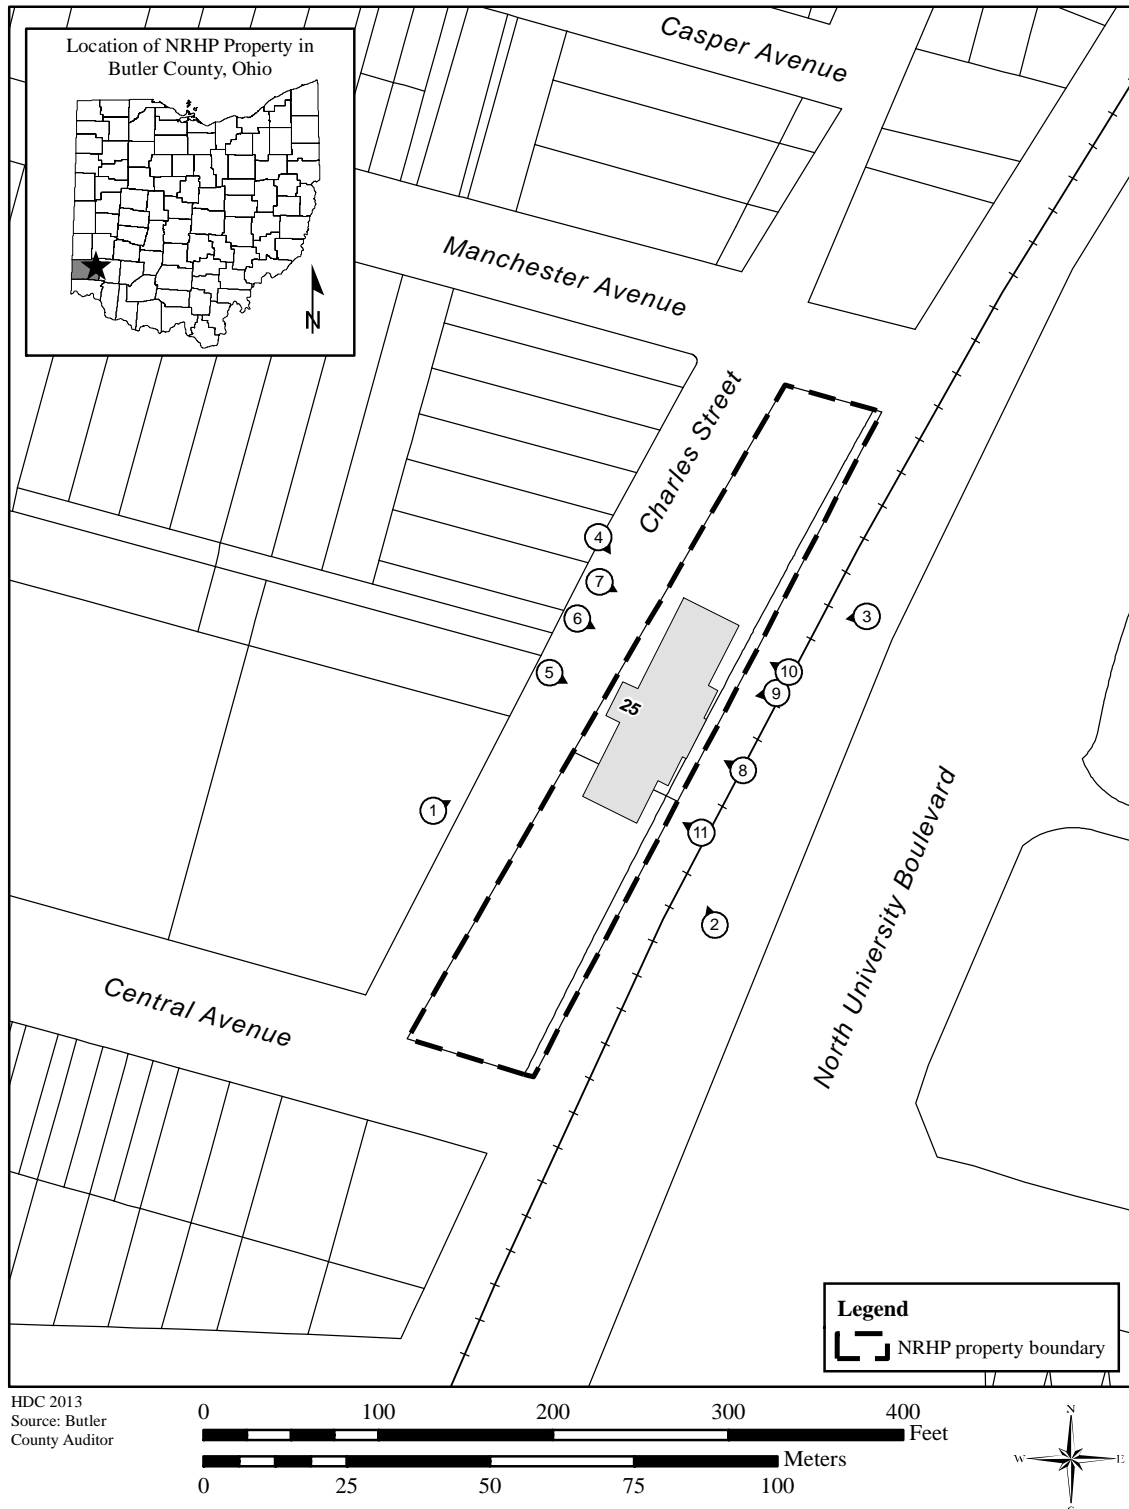 Location of NRHP Property in
Butler County, Ohio
N
Casper Avenue
Manchester Avenue
Charles Street
4
7
6
5
3
10
9
25
8
1
11
2
North University Boulevard
Central Avenue
Legend
NRHP property boundary
HDC 2013
Source: Butler
County Auditor
0 100 200 300 400
Feet
Meters
0 25 50 75 100
N
W E